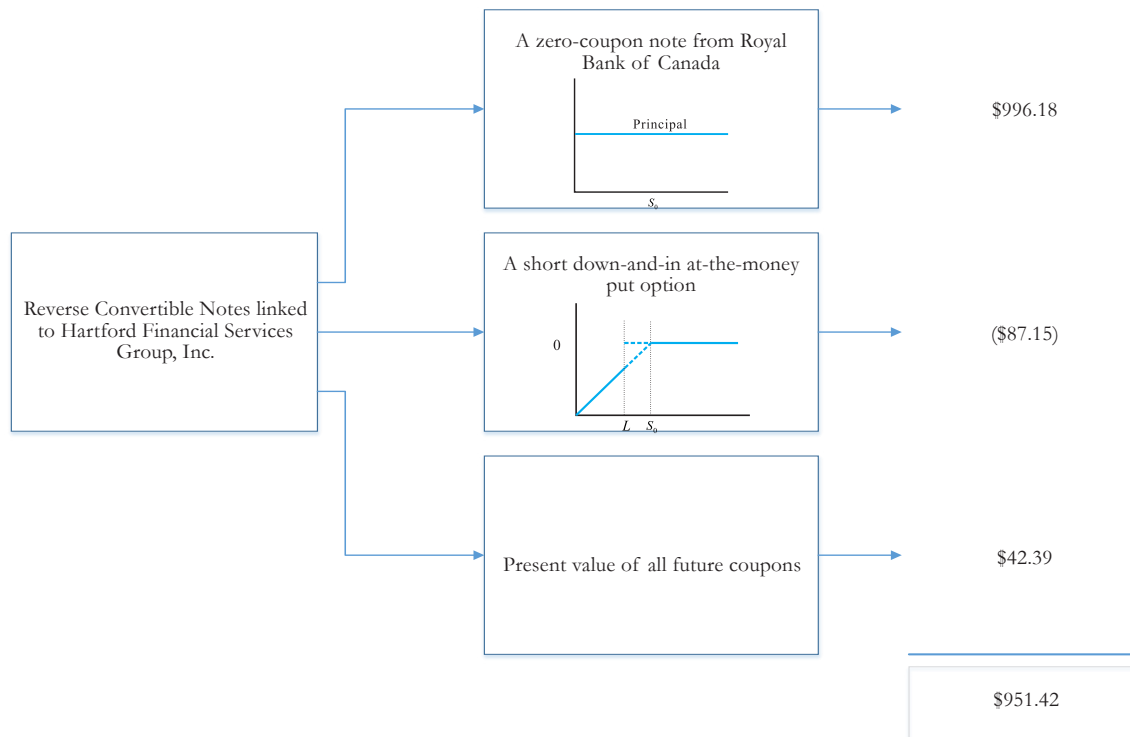 A zero-coupon note from Royal
Bank of Canada
Principal
S₀
$996.18
Reverse Convertible Notes linked
to Hartford Financial Services
Group, Inc.
A short down-and-in at-the-money
put option
0
L S₀
($87.15)
Present value of all future coupons
$42.39
$951.42